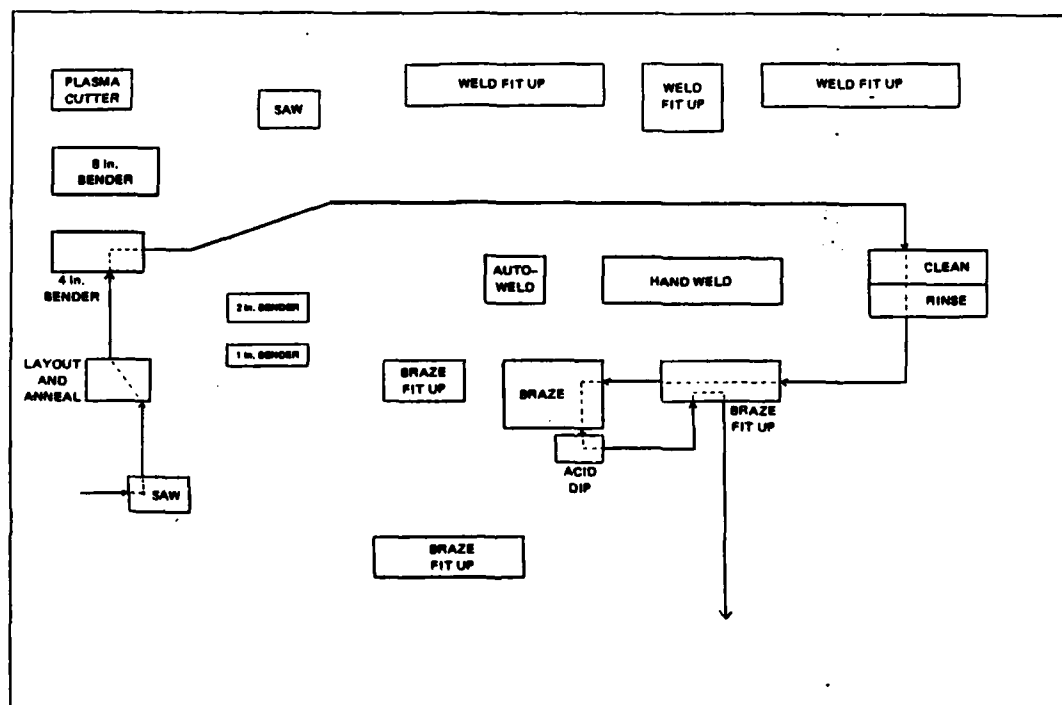 PLASMA
CUTTER
SAW
WELD FIT UP
WELD
FIT UP
WELD FIT UP
8 In.
BENDER
4 In.
BENDER
AUTO-
WELD
HAND WELD
CLEAN
RINSE
2 In. BENDER
1 In. BENDER
LAYOUT
AND
ANNEAL
BRAZE
FIT UP
BRAZE
BRAZE
FIT UP
ACID
DIP
SAW
BRAZE
FIT UP